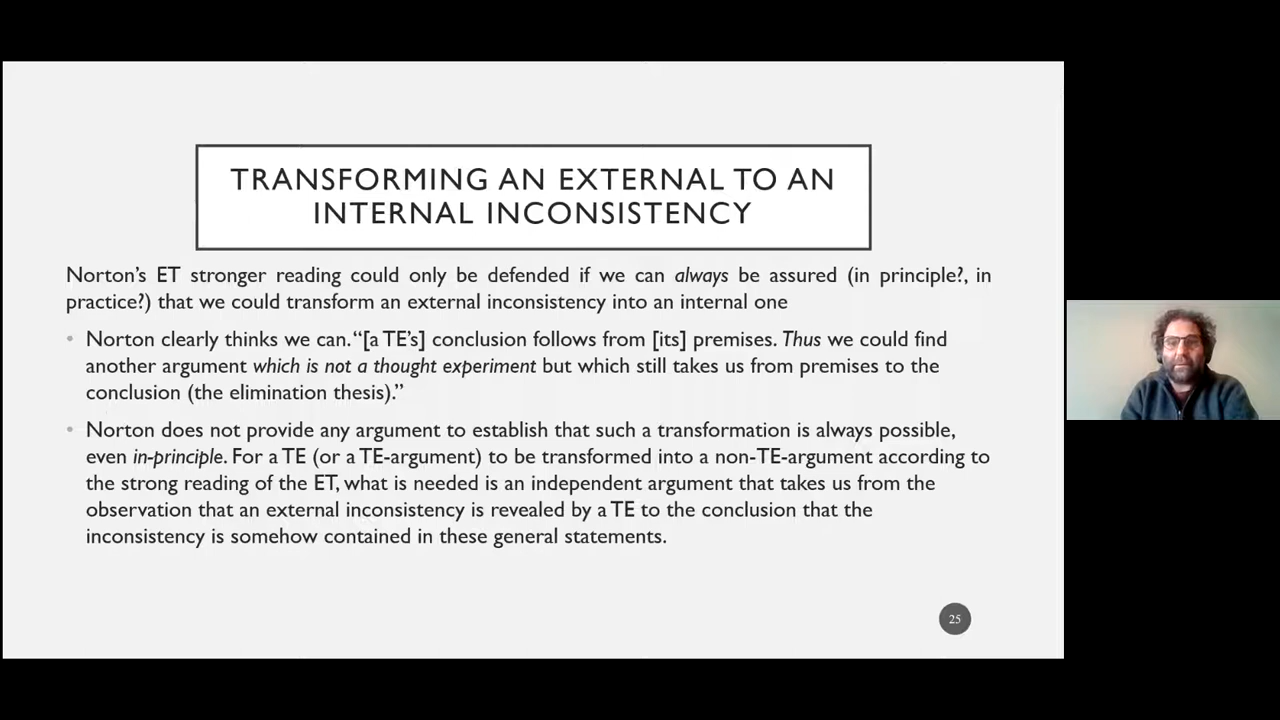 TRANSFORMING AN EXTERNAL TO AN
INTERNAL INCONSISTENCY
Norton’s ET stronger reading could only be defended if we can always be assured (in principle?, in
practice?) that we could transform an external inconsistency into an internal one
• Norton clearly thinks we can. “[a TE’s] conclusion follows from [its] premises. Thus we could find
another argument which is not a thought experiment but which still takes us from premises to the
conclusion (the elimination thesis).”
• Norton does not provide any argument to establish that such a transformation is always possible,
even in-principle. For a TE (or a TE-argument) to be transformed into a non-TE-argument according to
the strong reading of the ET, what is needed is an independent argument that takes us from the
observation that an external inconsistency is revealed by a TE to the conclusion that the
inconsistency is somehow contained in these general statements.
25